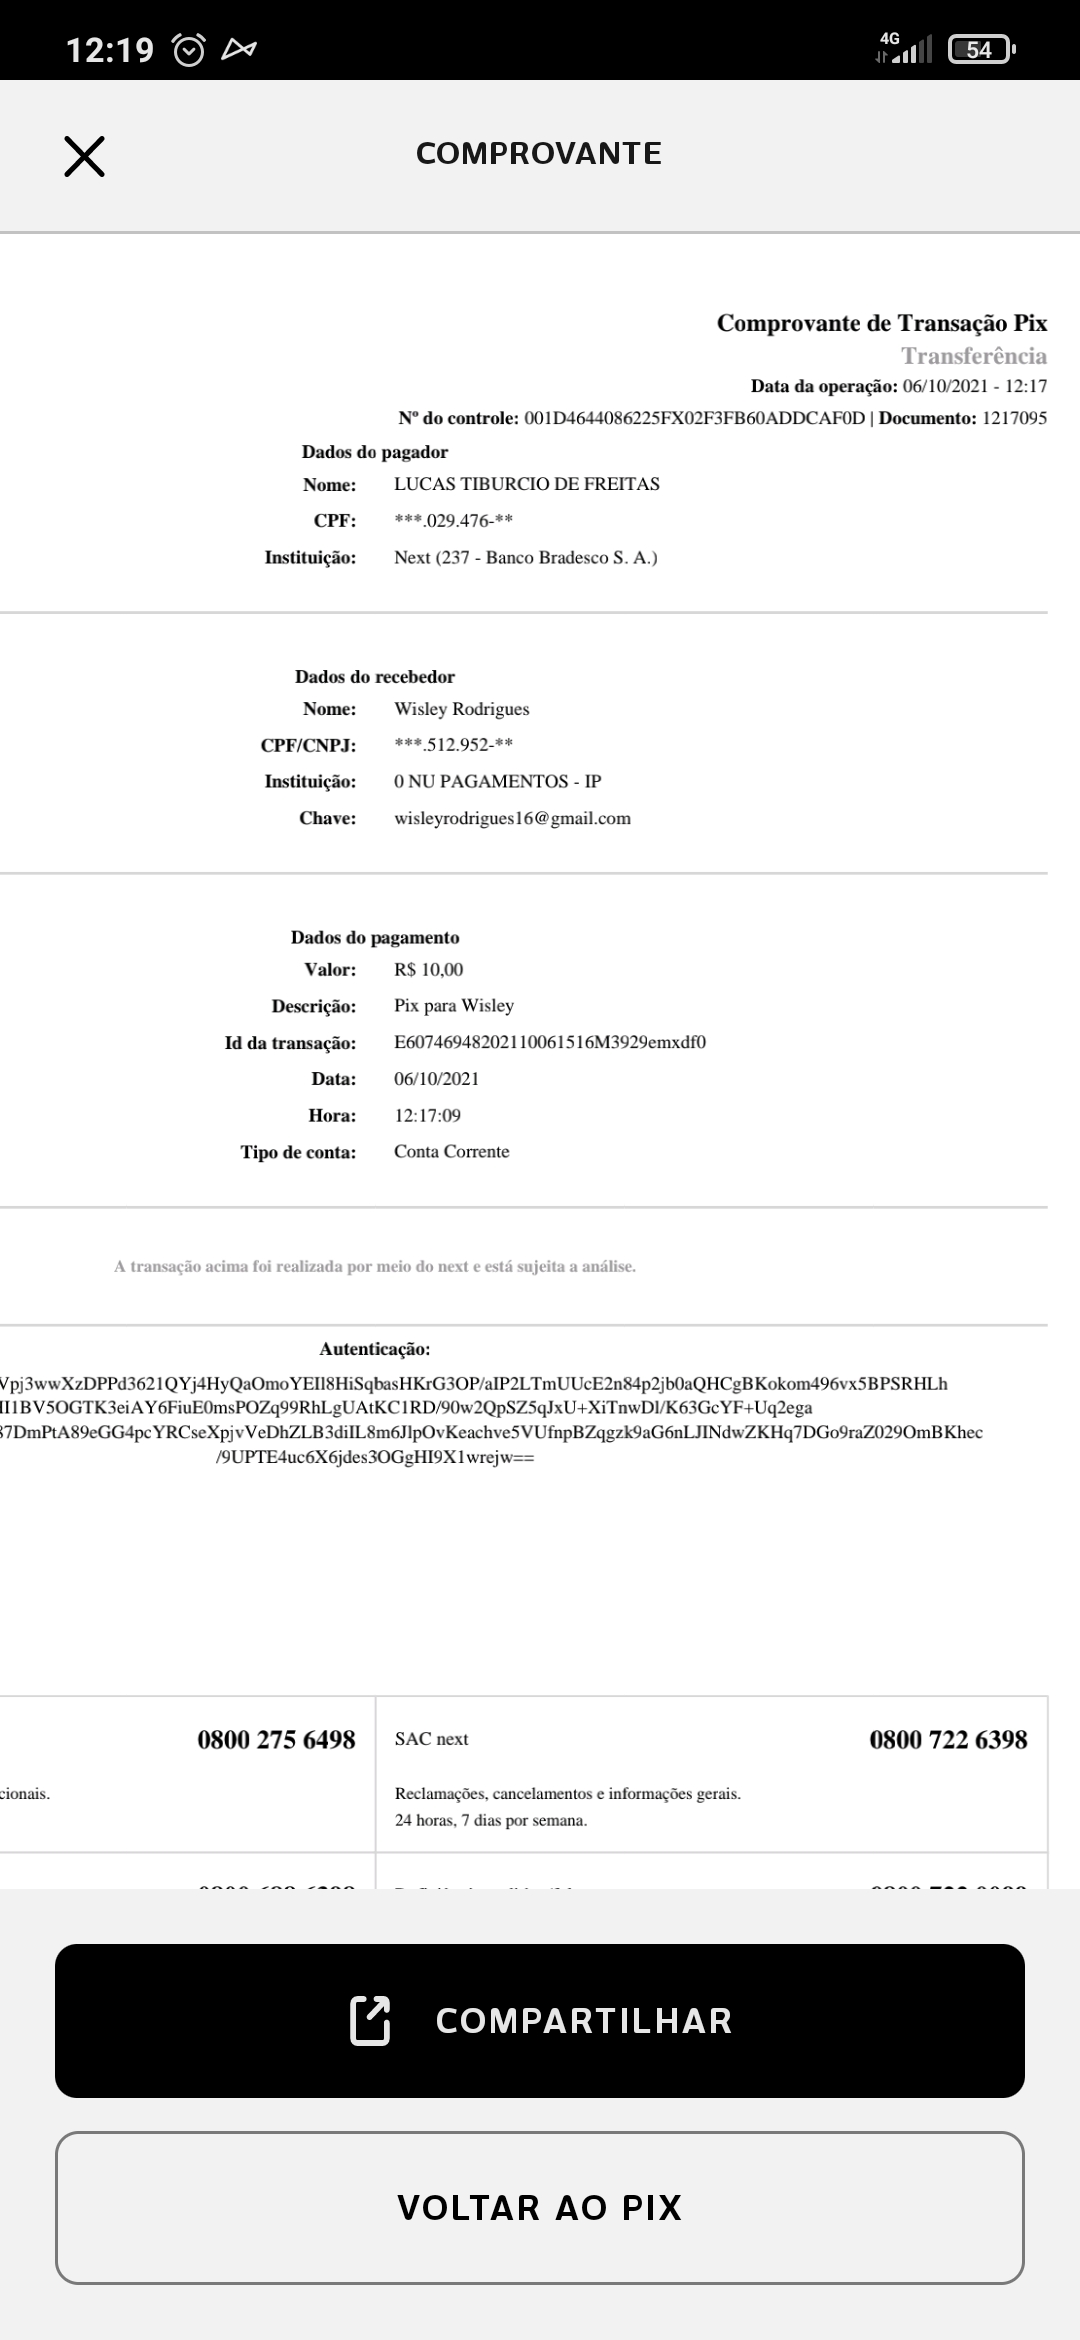 12:19 4G 54
COMPROVANTE
Comprovante de Transação Pix
Transferência
Data da operação: 06/10/2021 - 12:17
Nº do controle: 001D4644086225FX02F3FB60ADDCAF0D | Documento: 1217095
Dados do pagador
Nome: LUCAS TIBURCIO DE FREITAS
CPF: ***.029.476-**
Instituição: Next (237 - Banco Bradesco S. A.)
Dados do recebedor
Nome: Wisley Rodrigues
CPF/CNPJ: ***.512.952-**
Instituição: 0 NU PAGAMENTOS - IP
Chave: wisleyrodrigues16@gmail.com
Dados do pagamento
Valor: R$ 10,00
Descrição: Pix para Wisley
Id da transação: E60746948202110061516M3929emxdf0
Data: 06/10/2021
Hora: 12:17:09
Tipo de conta: Conta Corrente
A transação acima foi realizada por meio do next e está sujeita a análise.
Autenticação:
Vpj3wwXzDPPd3621QYj4HyQaOmoYEIl8HiSqbasHKrG3OP/aIP2LTmUUcE2n84p2jb0aQHCgBKokom496vx5BPSRHLh
II1BV5OGTK3eiAY6FiuE0msPOZq99RhLgUAtKC1RD/90w2QpSZ5qJxU+XiTnwDl/K63GcYF+Uq2ega
37DmPtA89eGG4pcYRCseXpjvVeDhZLB3diIL8m6JlpOvKeachve5VUfnpBZqgzk9aG6nLJINdwZKHq7DGo9raZ029OmBKhec
/9UPTE4uc6X6jdes3OGgHI9X1wrejw==
0800 275 6498 SAC next 0800 722 6398
cionais. Reclamações, cancelamentos e informações gerais.
24 horas, 7 dias por semana.
COMPARTILHAR
VOLTAR AO PIX